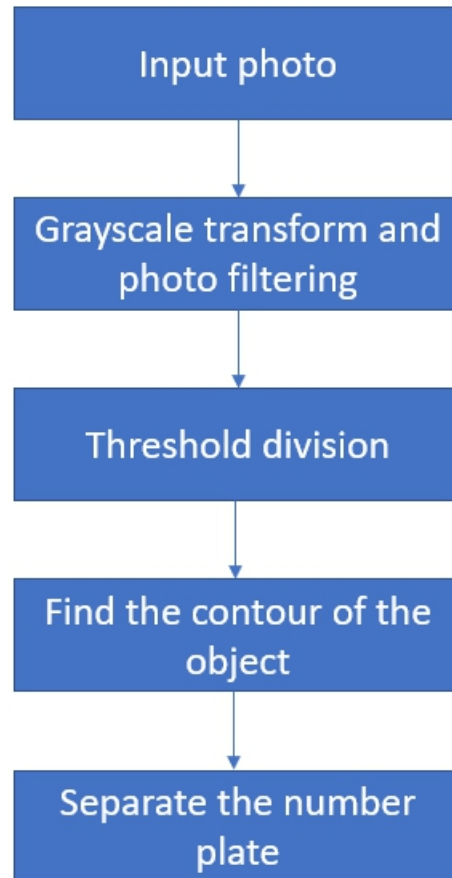 Input photo
Grayscale transform and
photo filtering
Threshold division
Find the contour of the
object
Separate the number
plate